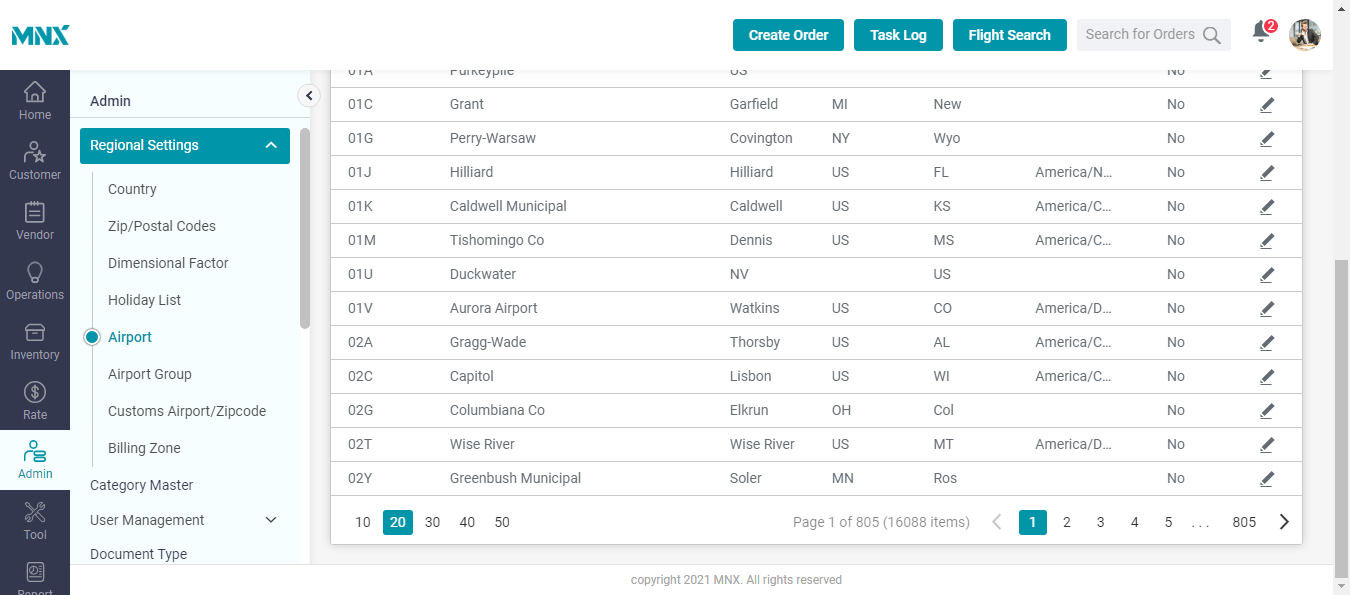 MNX
Create Order
Task Log
Flight Search
Search for Orders
2
Home
Customer
Vendor
Operations
Inventory
Rate
Admin
Tool
Report
Admin
Regional Settings
Country
Zip/Postal Codes
Dimensional Factor
Holiday List
Airport
Airport Group
Customs Airport/Zipcode
Billing Zone
Category Master
User Management
Document Type
01A Purkeypile US No
01C Grant Garfield MI New No
01G Perry-Warsaw Covington NY Wyo No
01J Hilliard Hilliard US FL America/N... No
01K Caldwell Municipal Caldwell US KS America/C... No
01M Tishomingo Co Dennis US MS America/C... No
01U Duckwater NV US No
01V Aurora Airport Watkins US CO America/D... No
02A Gragg-Wade Thorsby US AL America/C... No
02C Capitol Lisbon US WI America/C... No
02G Columbiana Co Elkrun OH Col No
02T Wise River Wise River US MT America/D... No
02Y Greenbush Municipal Soler MN Ros No
10 20 30 40 50 Page 1 of 805 (16088 items) 1 2 3 4 5 ... 805
copyright 2021 MNX. All rights reserved